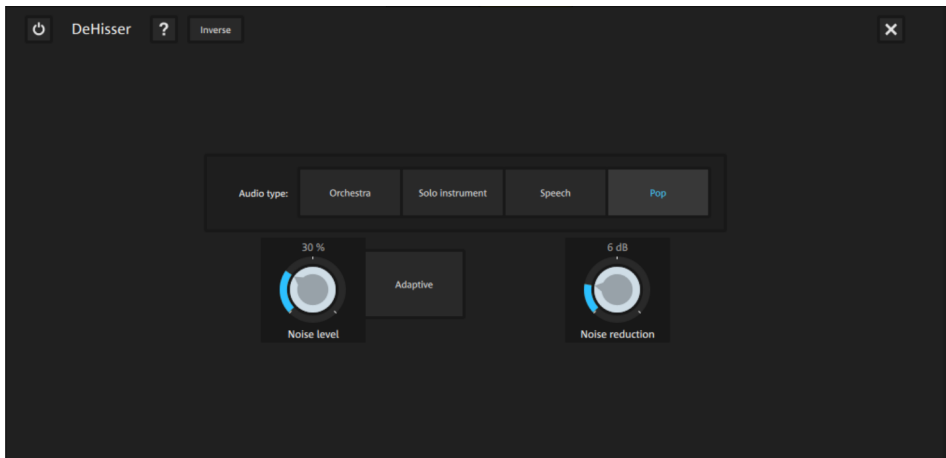 DeHisser ? Inverse
Audio type: Orchestra Solo instrument Speech Pop
30 % 6 dB
Adaptive
Noise level Noise reduction